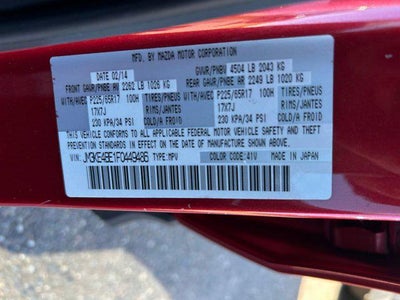 MFD. BY MAZDA MOTOR CORPORATION
DATE: 02/14 GVWR/PNBV 4504 LB 2043 KG
FRONT GAWR/PNBE AV 2262 LB 1026 KG REAR GAWR/PNBE AR 2249 LB 1020 KG
WITH/AVEC P225/65R17 100H TIRES/PNEUS WITH/AVEC P225/65R17 100H TIRES/PNEUS
17X7J RIMS/JANTES 17X7J RIMS/JANTES
230 KPA/34 PSI COLD/A FROID 230 KPA/34 PSI COLD/A FROID
THIS VEHICLE CONFORMS TO ALL APPLICABLE FEDERAL MOTOR VEHICLE SAFETY, BUMPER, AND THEFT
PREVENTION STANDARDS IN EFFECT ON THE DATE OF MANUFACTURE SHOWN ABOVE.
VIN: JM3KE4BE1F0449486 TYPE:MPV COLOR CODE:41V MADE IN JAPAN